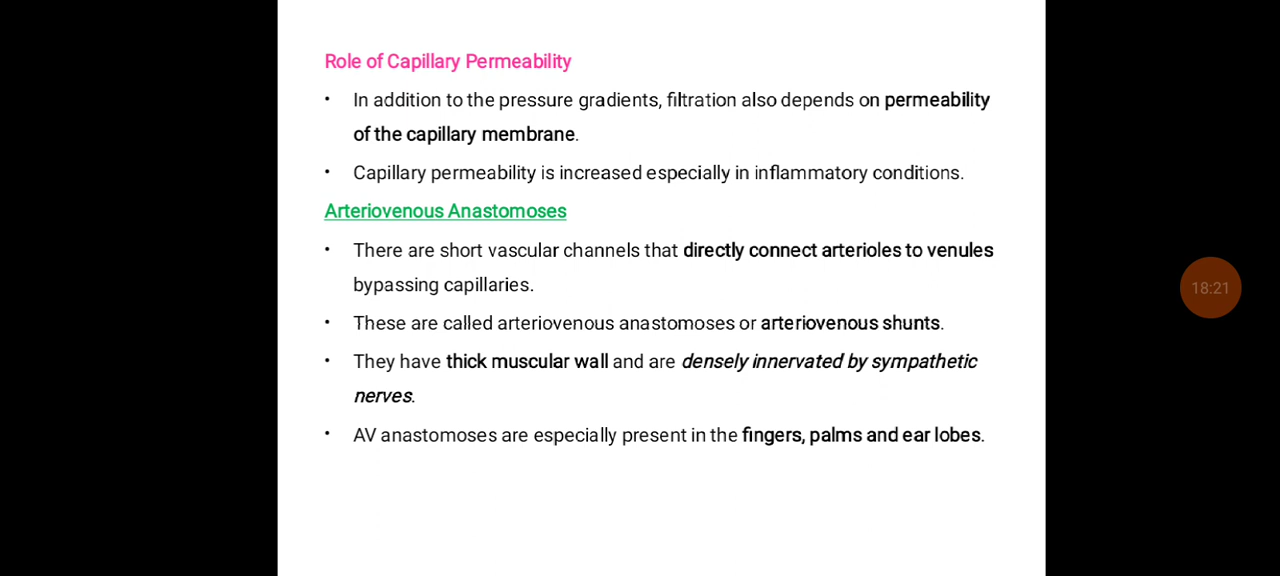 Role of Capillary Permeability
• In addition to the pressure gradients, filtration also depends on permeability
of the capillary membrane.
• Capillary permeability is increased especially in inflammatory conditions.
Arteriovenous Anastomoses
• There are short vascular channels that directly connect arterioles to venules
bypassing capillaries.
• These are called arteriovenous anastomoses or arteriovenous shunts.
• They have thick muscular wall and are densely innervated by sympathetic
nerves.
• AV anastomoses are especially present in the fingers, palms and ear lobes.
18:21